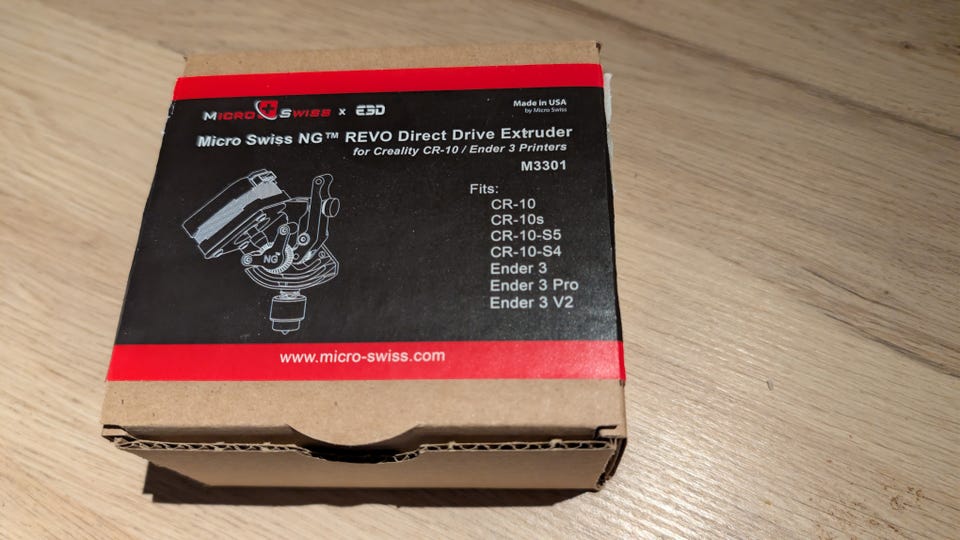 MICRO SWISS x E3D
Made in USA
by Micro Swiss
Micro Swiss NG™ REVO Direct Drive Extruder
for Creality CR-10 / Ender 3 Printers
M3301
Fits:
CR-10
CR-10s
CR-10-S5
CR-10-S4
Ender 3
Ender 3 Pro
Ender 3 V2
NG™
www.micro-swiss.com